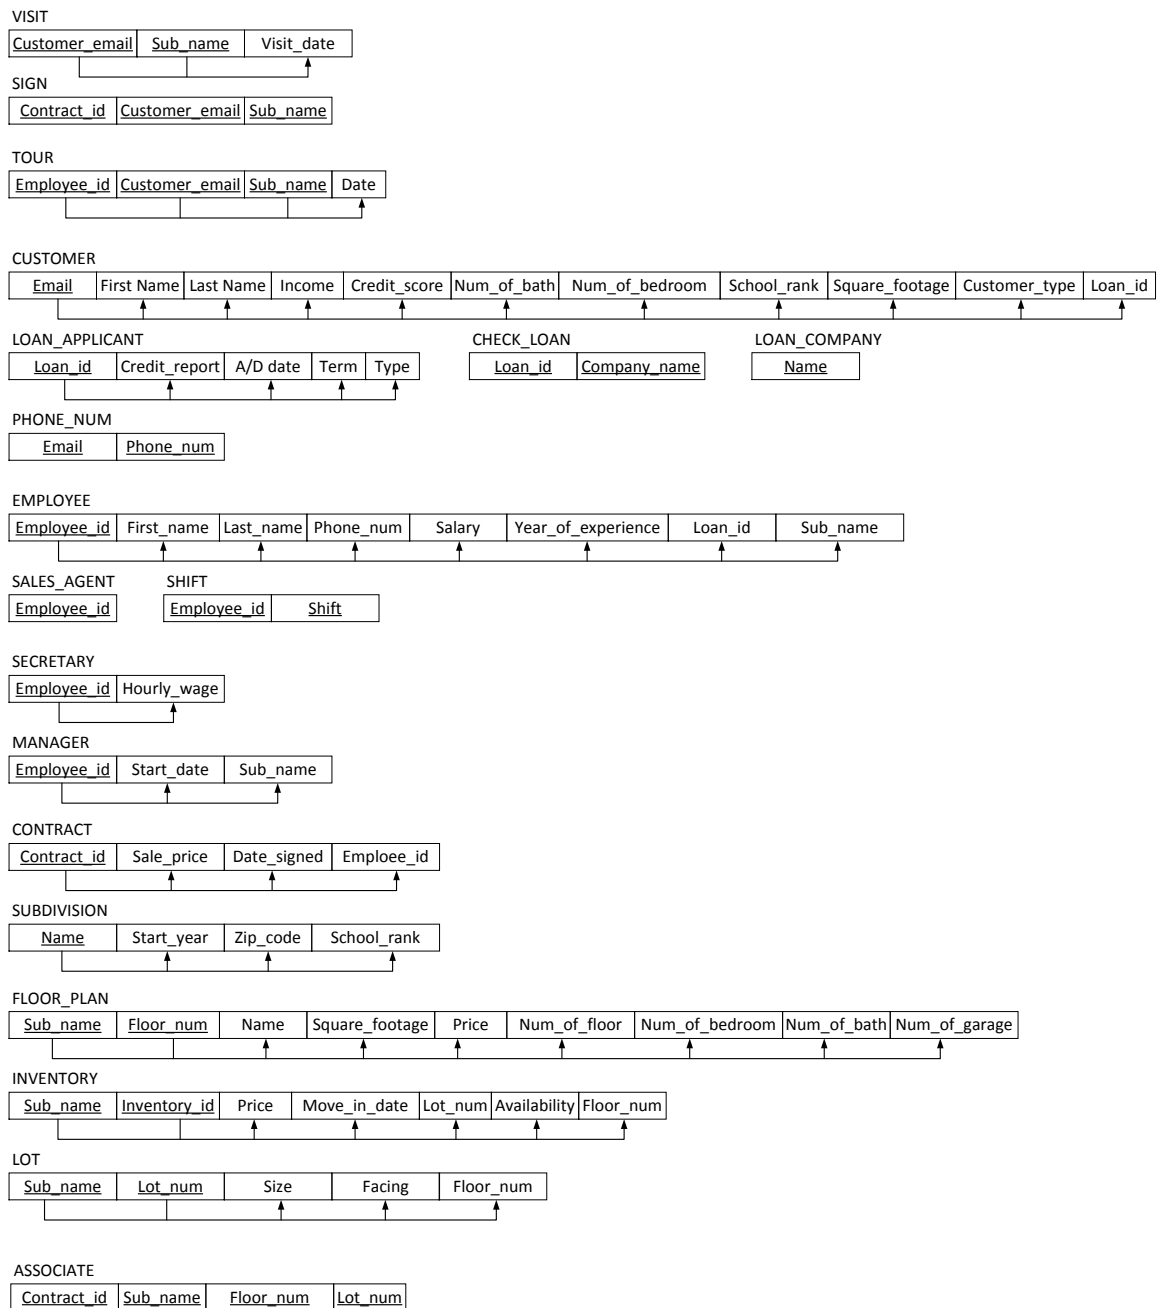 VISIT
Customer_email Sub_name Visit_date
SIGN
Contract_id Customer_email Sub_name
TOUR
Employee_id Customer_email Sub_name Date
CUSTOMER
Email First Name Last Name Income Credit_score Num_of_bath Num_of_bedroom School_rank Square_footage Customer_type Loan_id
LOAN_APPLICANT CHECK_LOAN LOAN_COMPANY
Loan_id Credit_report A/D date Term Type Loan_id Company_name Name
PHONE_NUM
Email Phone_num
EMPLOYEE
Employee_id First_name Last_name Phone_num Salary Year_of_experience Loan_id Sub_name
SALES_AGENT SHIFT
Employee_id Employee_id Shift
SECRETARY
Employee_id Hourly_wage
MANAGER
Employee_id Start_date Sub_name
CONTRACT
Contract_id Sale_price Date_signed Emploee_id
SUBDIVISION
Name Start_year Zip_code School_rank
FLOOR_PLAN
Sub_name Floor_num Name Square_footage Price Num_of_floor Num_of_bedroom Num_of_bath Num_of_garage
INVENTORY
Sub_name Inventory_id Price Move_in_date Lot_num Availability Floor_num
LOT
Sub_name Lot_num Size Facing Floor_num
ASSOCIATE
Contract_id Sub_name Floor_num Lot_num